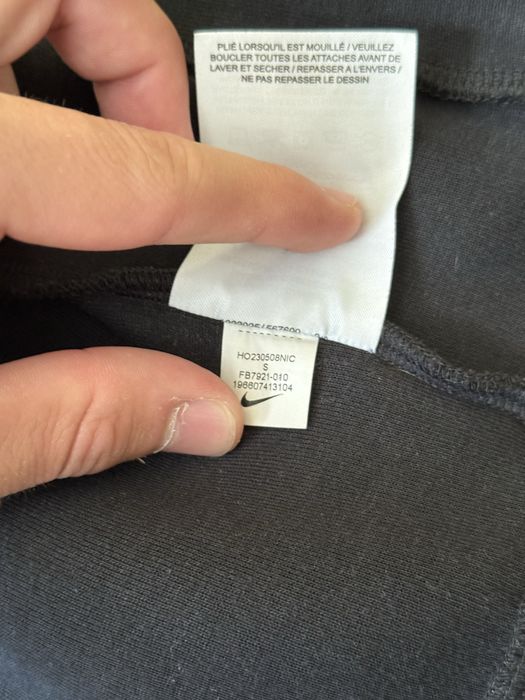 PLIÉ LORSQU'IL EST MOUILLÉ / VEUILLEZ
BOUCLER TOUTES LES ATTACHES AVANT DE
LAVER ET SECHER / REPASSER A L'ENVERS /
NE PAS REPASSER LE DESSIN
HO230508NIC
S
FB7921-010
196607413104